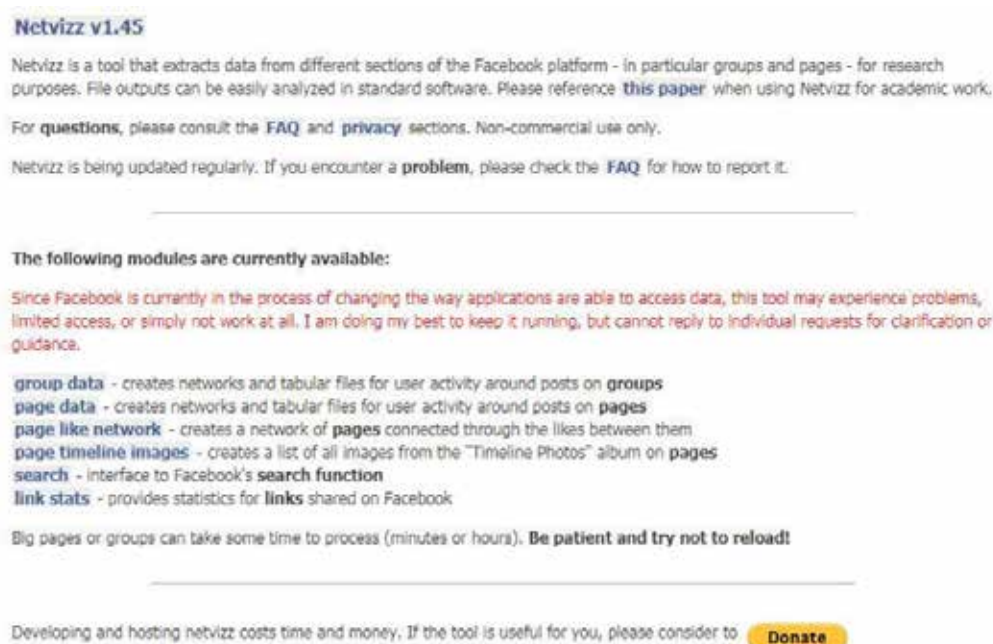 Netvizz v1.45
Netvizz is a tool that extracts data from different sections of the Facebook platform - in particular groups and pages - for research
purposes. File outputs can be easily analyzed in standard software. Please reference this paper when using Netvizz for academic work.
For questions, please consult the FAQ and privacy sections. Non-commercial use only.
Netvizz is being updated regularly. If you encounter a problem, please check the FAQ for how to report it.
The following modules are currently available:
Since Facebook is currently in the process of changing the way applications are able to access data, this tool may experience problems,
limited access, or simply not work at all. I am doing my best to keep it running, but cannot reply to individual requests for clarification or
guidance.
group data - creates networks and tabular files for user activity around posts on groups
page data - creates networks and tabular files for user activity around posts on pages
page like network - creates a network of pages connected through the likes between them
page timeline images - creates a list of all images from the "Timeline Photos" album on pages
search - interface to Facebook's search function
link stats - provides statistics for links shared on Facebook
Big pages or groups can take some time to process (minutes or hours). Be patient and try not to reload!
Developing and hosting netvizz costs time and money. If the tool is useful for you, please consider to Donate